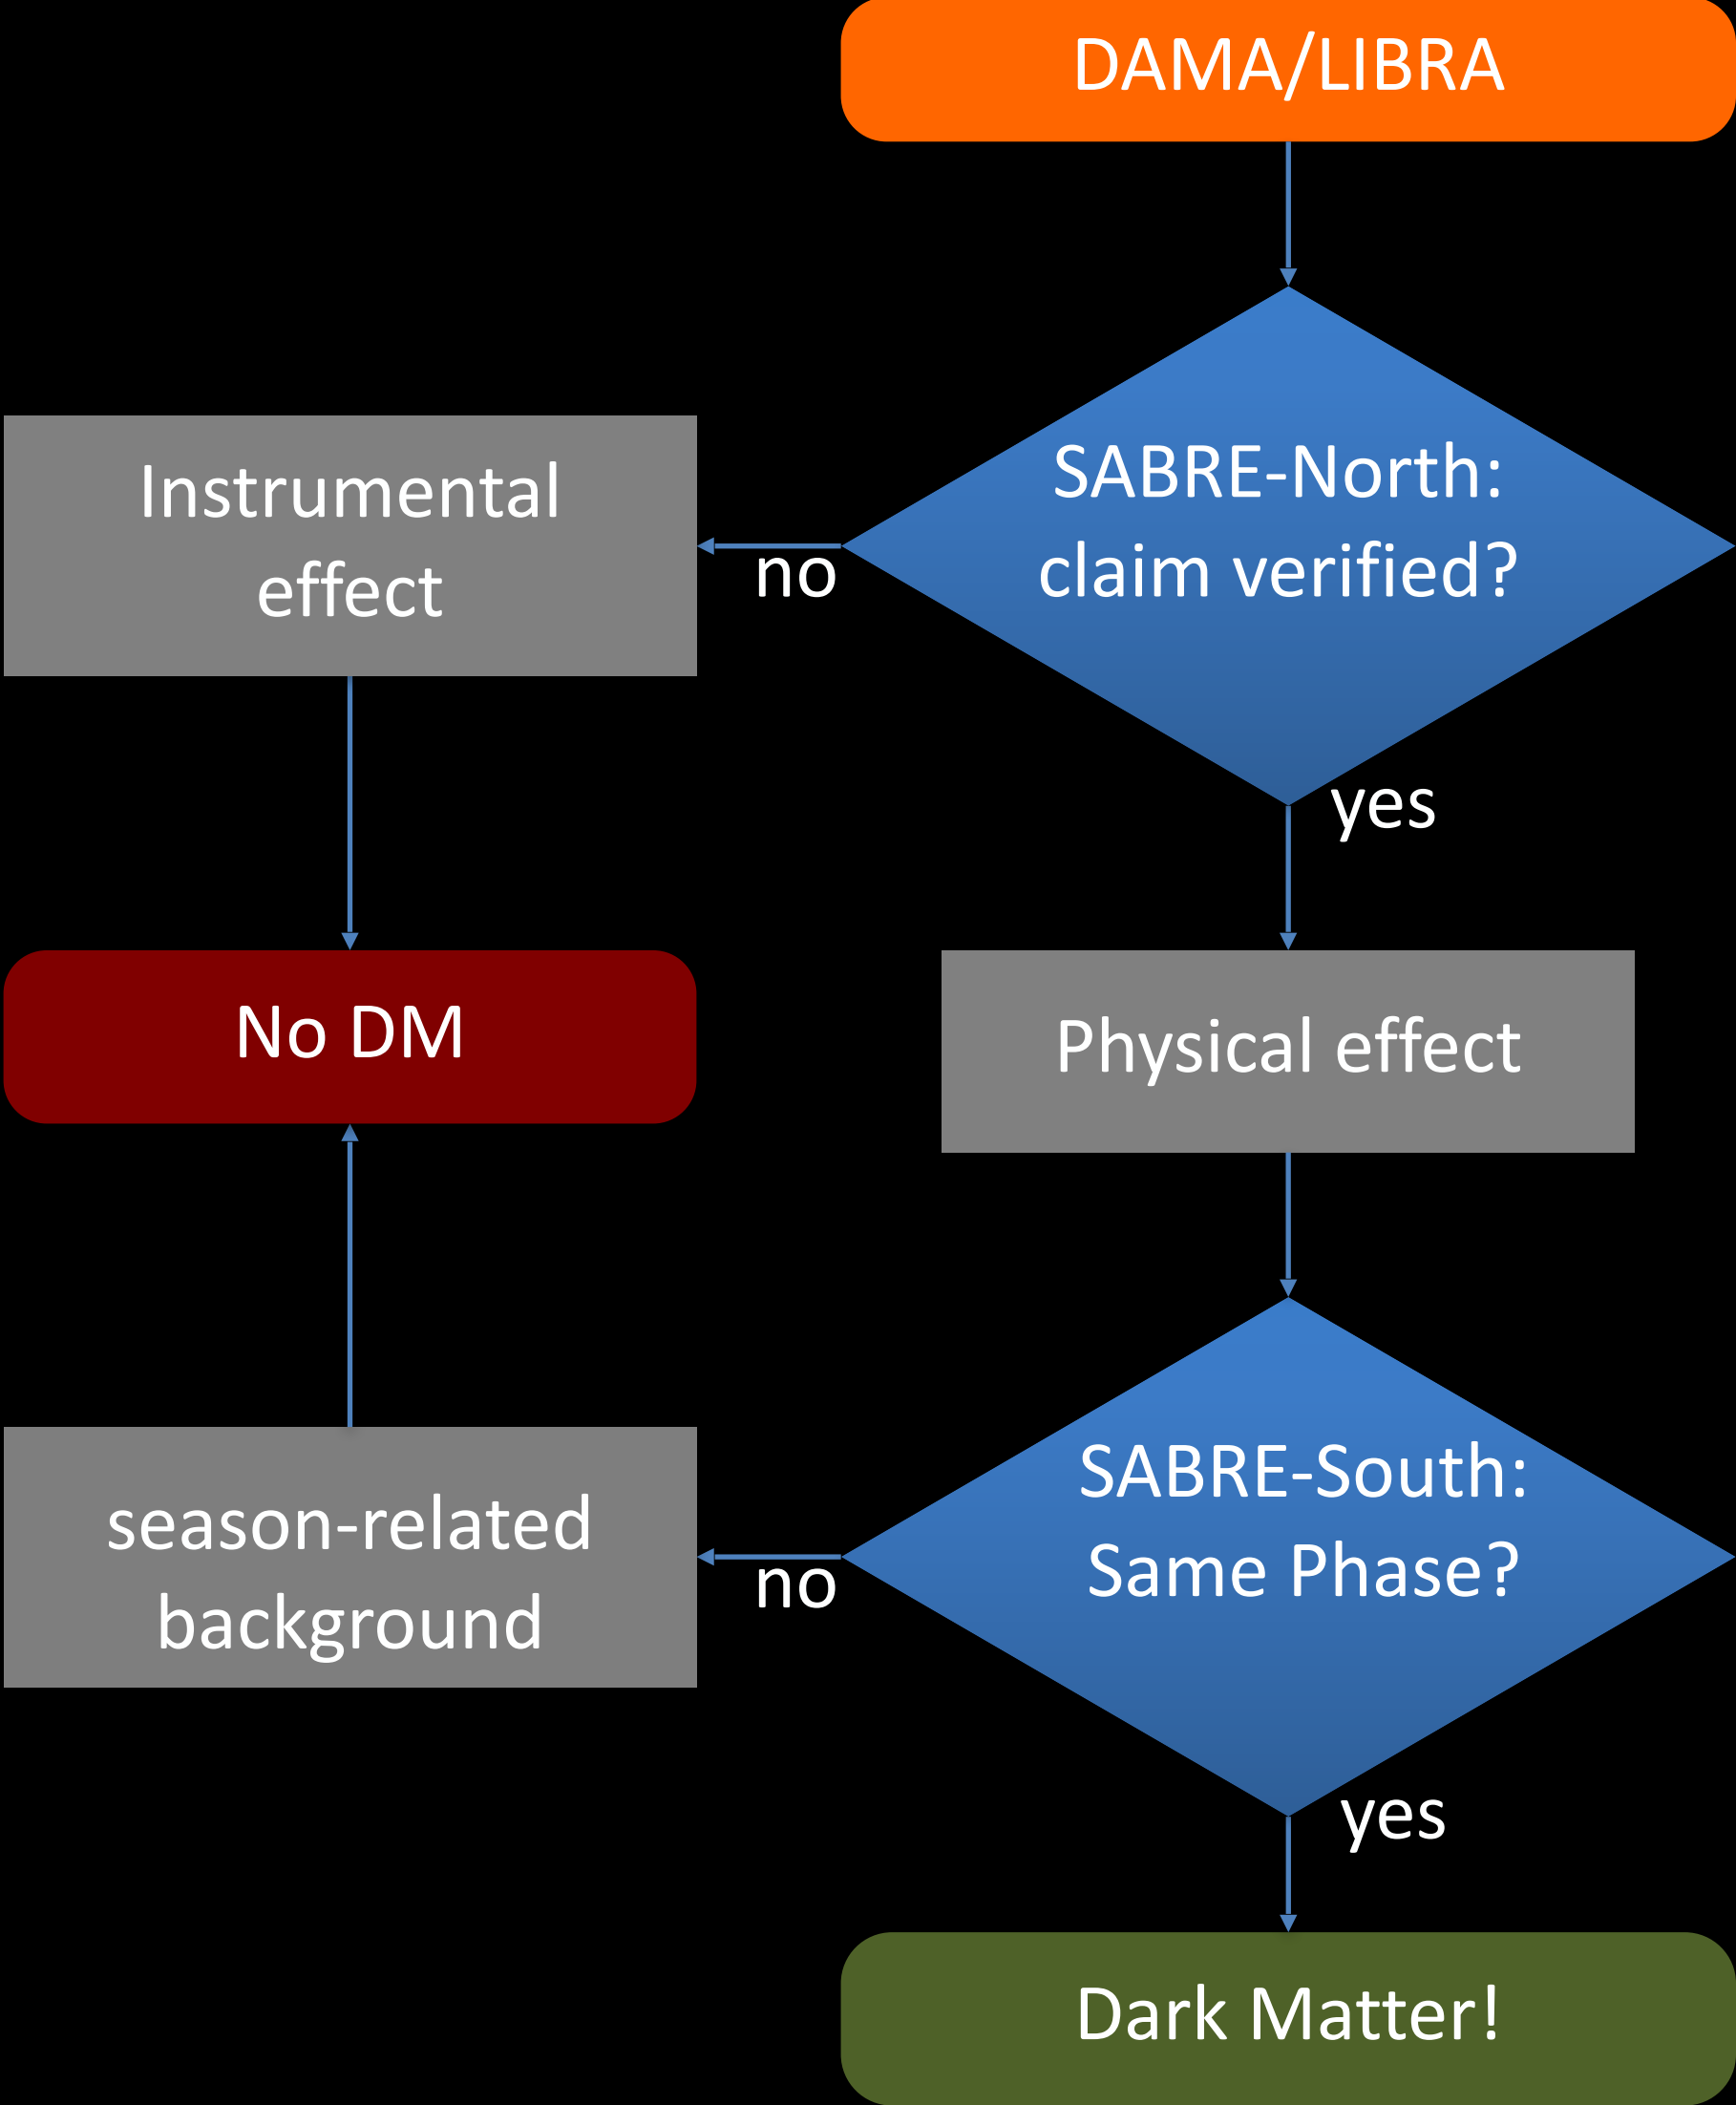 DAMA/LIBRA
SABRE-North:
claim verified?
no
Instrumental
effect
yes
No DM
Physical effect
SABRE-South:
Same Phase?
no
season-related
background
yes
Dark Matter!